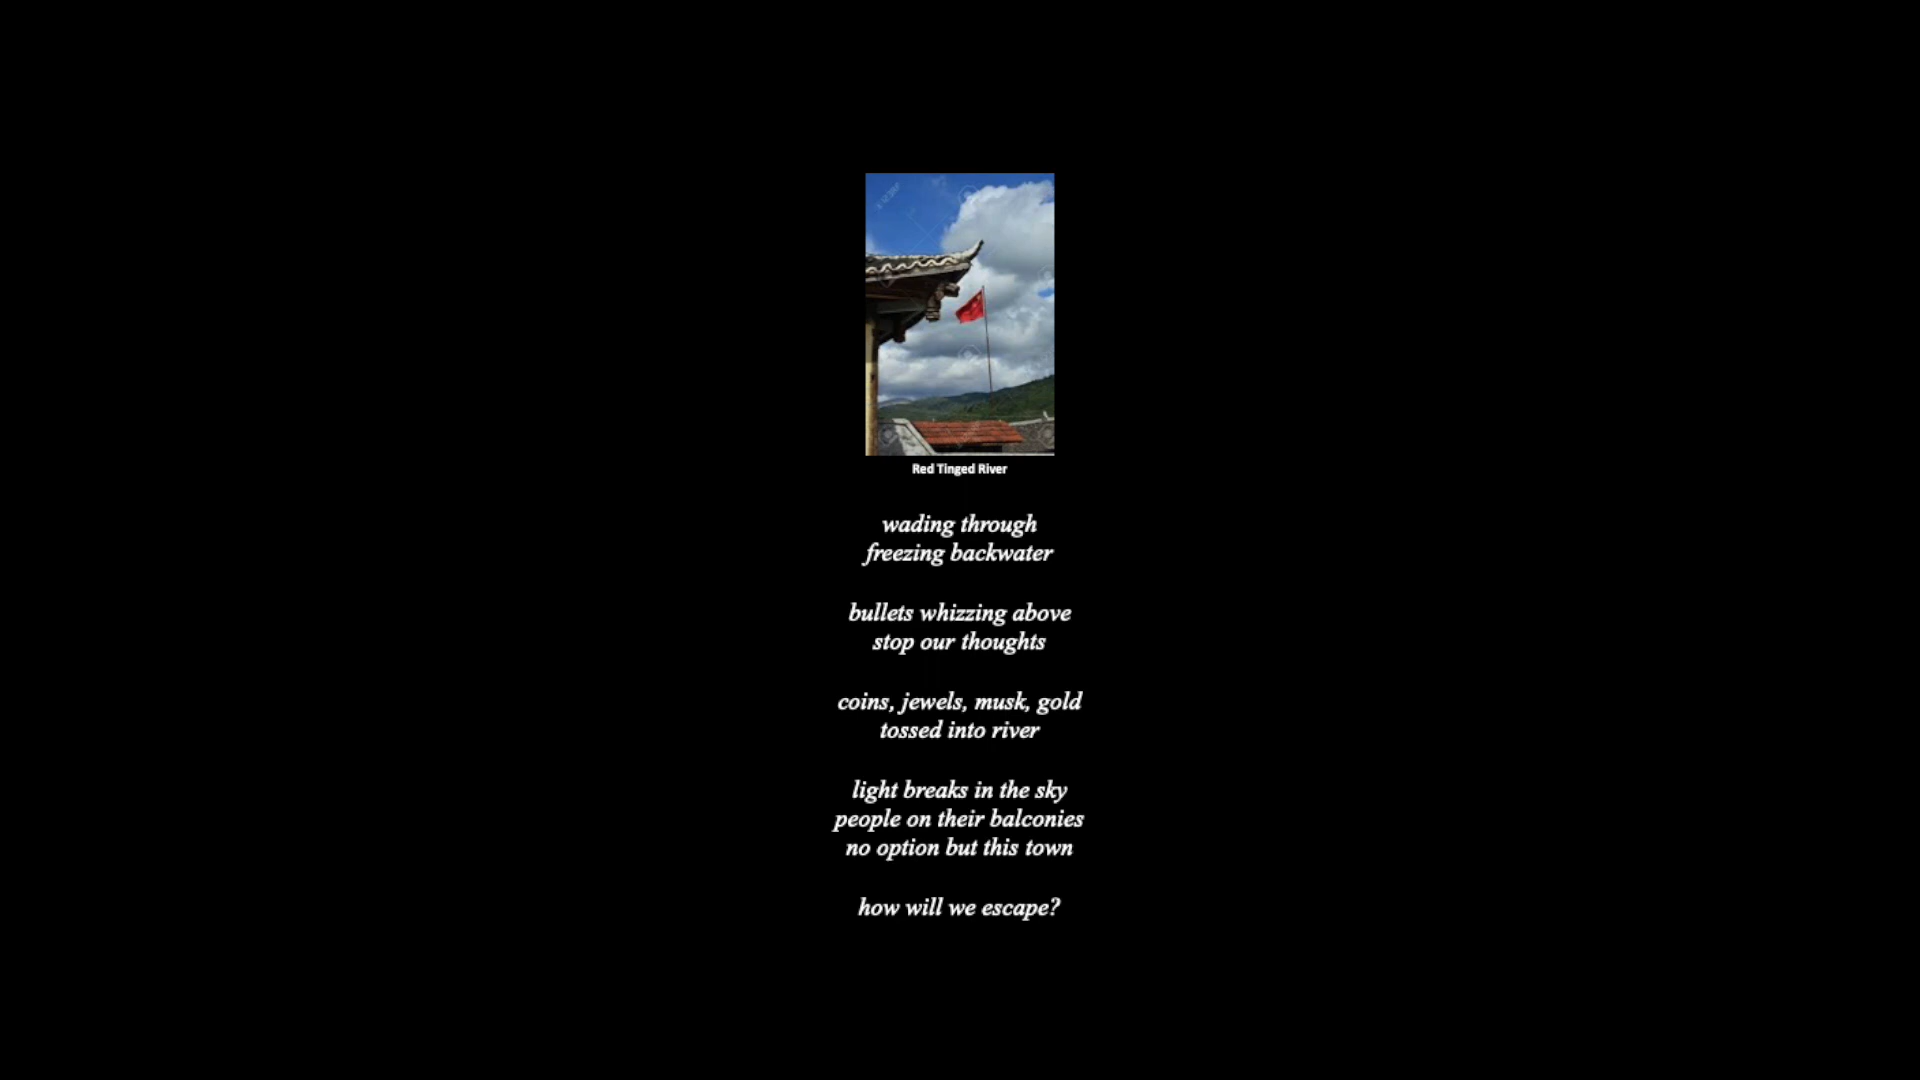 Red Tinged River
wading through
freezing backwater
bullets whizzing above
stop our thoughts
coins, jewels, musk, gold
tossed into river
light breaks in the sky
people on their balconies
no option but this town
how will we escape?